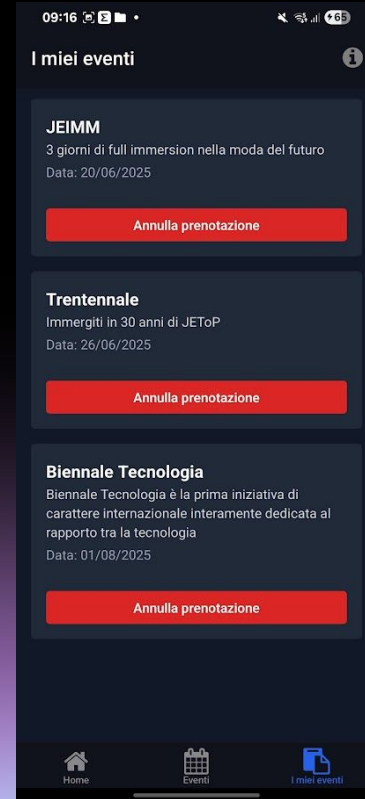 09:16
65
I miei eventi
JEIMM
3 giorni di full immersion nella moda del futuro
Data: 20/06/2025
Annulla prenotazione
Trentennale
Immergiti in 30 anni di JEToP
Data: 26/06/2025
Annulla prenotazione
Biennale Tecnologia
Biennale Tecnologia è la prima iniziativa di
carattere internazionale interamente dedicata al
rapporto tra la tecnologia
Data: 01/08/2025
Annulla prenotazione
Home
Eventi
I miei eventi